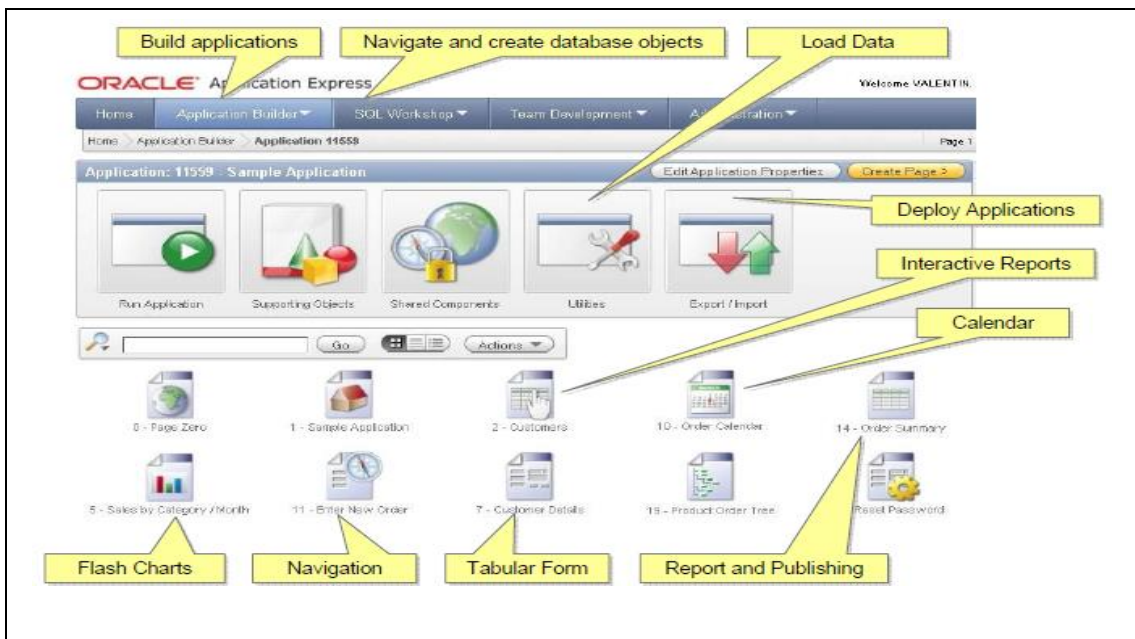 Build applications
Navigate and create database objects
Load Data
ORACLE Application Express
Welcome VALENTIN.
Home
Application Builder
SQL Workshop
Team Development
Administration
Home
Application Builder
Application 11559
Page 1
Application: 11559 - Sample Application
Edit Application Properties
Create Page >
Deploy Applications
Interactive Reports
Run Application
Supporting Objects
Shared Components
Utilities
Export / Import
Calendar
Go
Actions
0 - Page Zero
1 - Sample Application
2 - Customers
10 - Order Calendar
14 - Order Summary
5 - Sales by Category / Month
11 - Enter New Order
7 - Customer Details
19 - Product Order Tree
Reset Password
Flash Charts
Navigation
Tabular Form
Report and Publishing